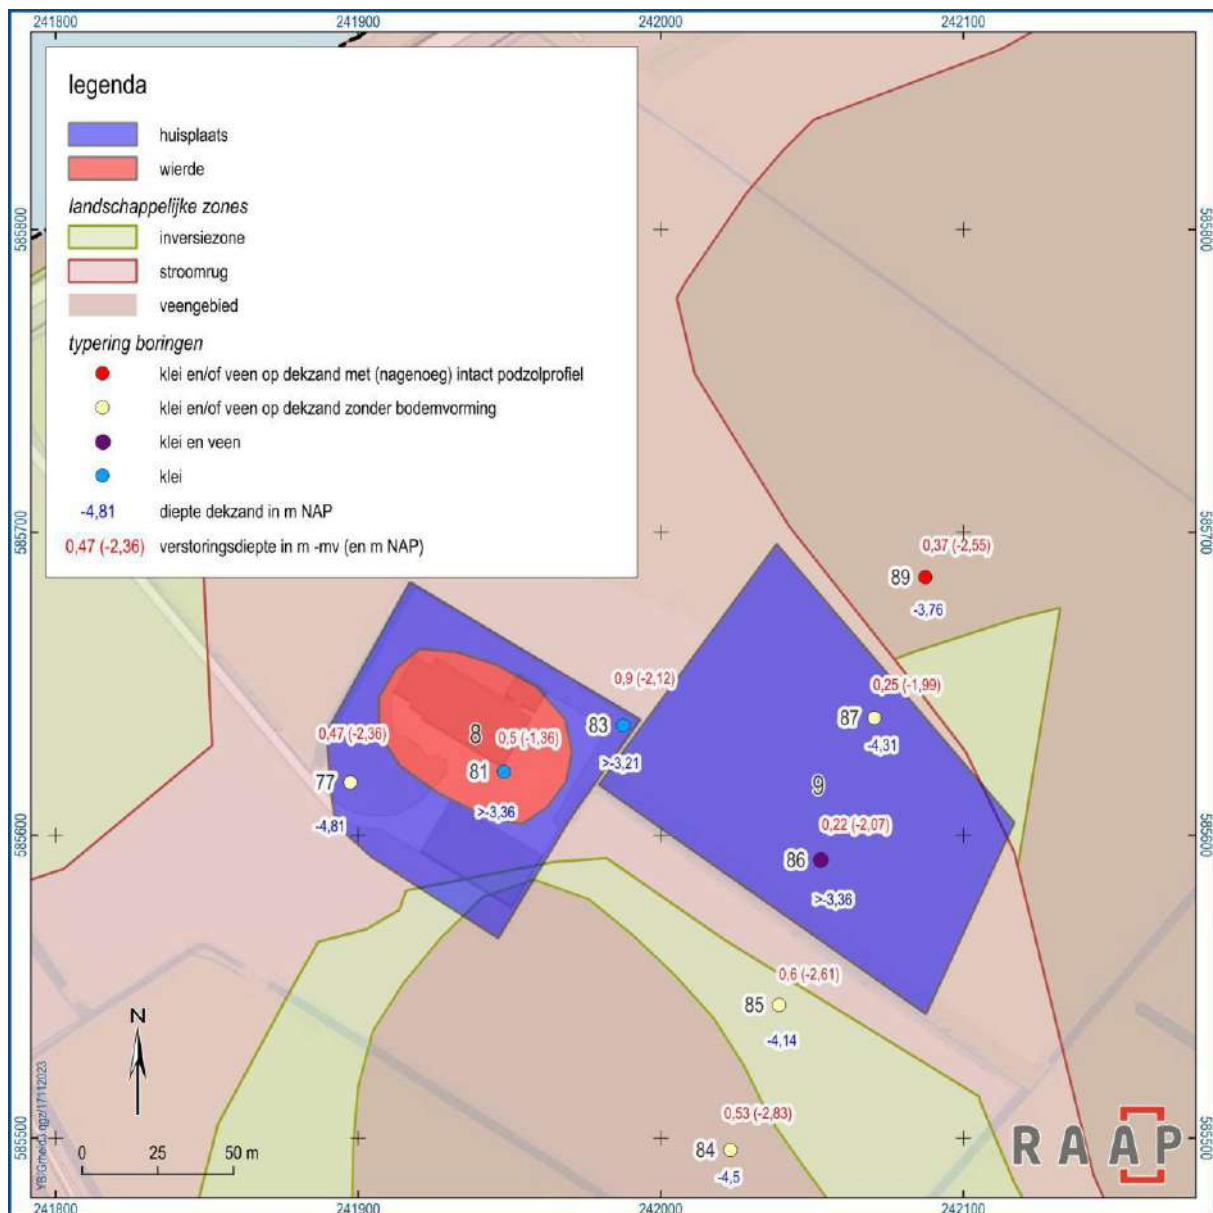 241800 241900 242000 242100
legenda
huisplaats
wierde
landschappelijke zones
inversiezone
stroomrug
veengebied
typering boringen
klei en/of veen op dekzand met (nagenoeg) intact podzolprofiel
klei en/of veen op dekzand zonder bodemvorming
klei en veen
klei
-4,81 diepte dekzand in m NAP
0,47 (-2,36) verstoringsdiepte in m -mv (en m NAP)
585800 585800
585700 585700
0,37 (-2,55)
89
-3,76
0,9 (-2,12)
0,25 (-1,99)
83
87
0,47 (-2,36)
8
0,5 (-1,36)
-4,31
>-3,21
77
81
9
-4,81
>-3,36
0,22 (-2,07)
585600 585600
86
>-3,36
0,6 (-2,61)
85
-4,14
N
0,53 (-2,83)
84
-4,5
585500 585500
0 25 50 m
RAAP
241800 241900 242000 242100